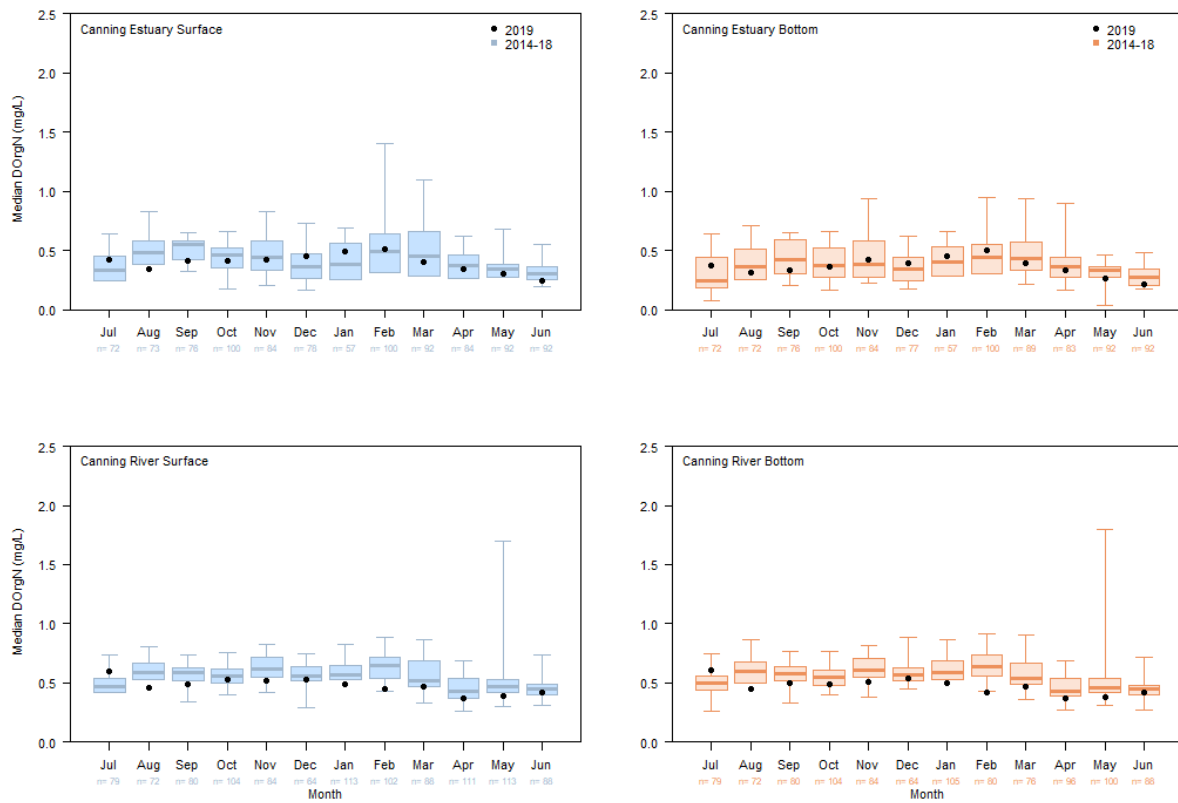 2.5
2.0
1.5
1.0
0.5
0.0
Median DOrgN (mg/L)
Canning Estuary Surface
2019
2014-18
Jul Aug Sep Oct Nov Dec Jan Feb Mar Apr May Jun
n= 72 n= 73 n= 76 n= 100 n= 84 n= 78 n= 57 n= 100 n= 92 n= 84 n= 92 n= 92
2.5
2.0
1.5
1.0
0.5
0.0
Canning Estuary Bottom
2019
2014-18
Jul Aug Sep Oct Nov Dec Jan Feb Mar Apr May Jun
n= 72 n= 72 n= 76 n= 100 n= 84 n= 77 n= 57 n= 100 n= 89 n= 83 n= 92 n= 92
2.5
2.0
1.5
1.0
0.5
0.0
Median DOrgN (mg/L)
Canning River Surface
Jul Aug Sep Oct Nov Dec Jan Feb Mar Apr May Jun
n= 79 n= 72 n= 80 n= 104 n= 84 n= 64 n= 113 n= 102 n= 88 n= 111 n= 113 n= 88
Month
2.5
2.0
1.5
1.0
0.5
0.0
Canning River Bottom
Jul Aug Sep Oct Nov Dec Jan Feb Mar Apr May Jun
n= 79 n= 72 n= 80 n= 104 n= 84 n= 64 n= 105 n= 80 n= 76 n= 96 n= 100 n= 88
Month